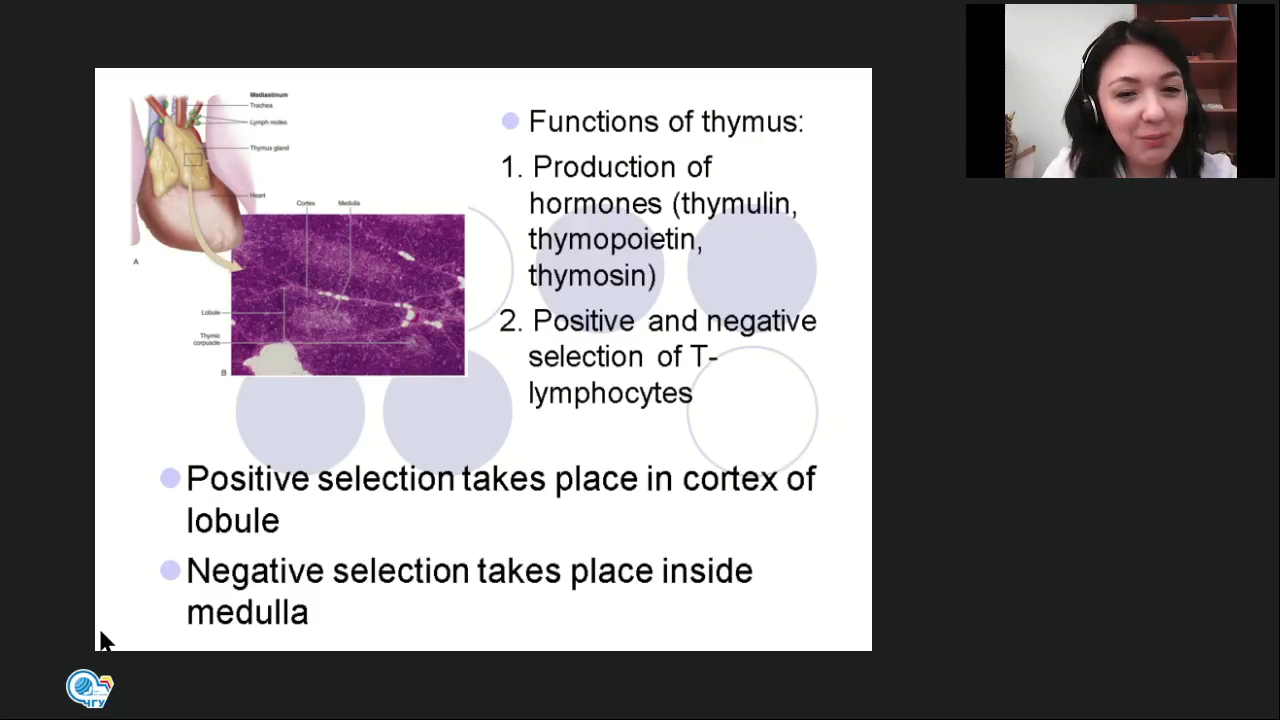 Mediastinum
Trachea
Lymph nodes
Thymus gland
Heart
A
Cortex Medulla
Lobule
Thymic
corpuscle
B
Functions of thymus:
1. Production of
hormones (thymulin,
thymopoietin,
thymosin)
2. Positive and negative
selection of T-
lymphocytes
Positive selection takes place in cortex of
lobule
Negative selection takes place inside
medulla
ЧГУ